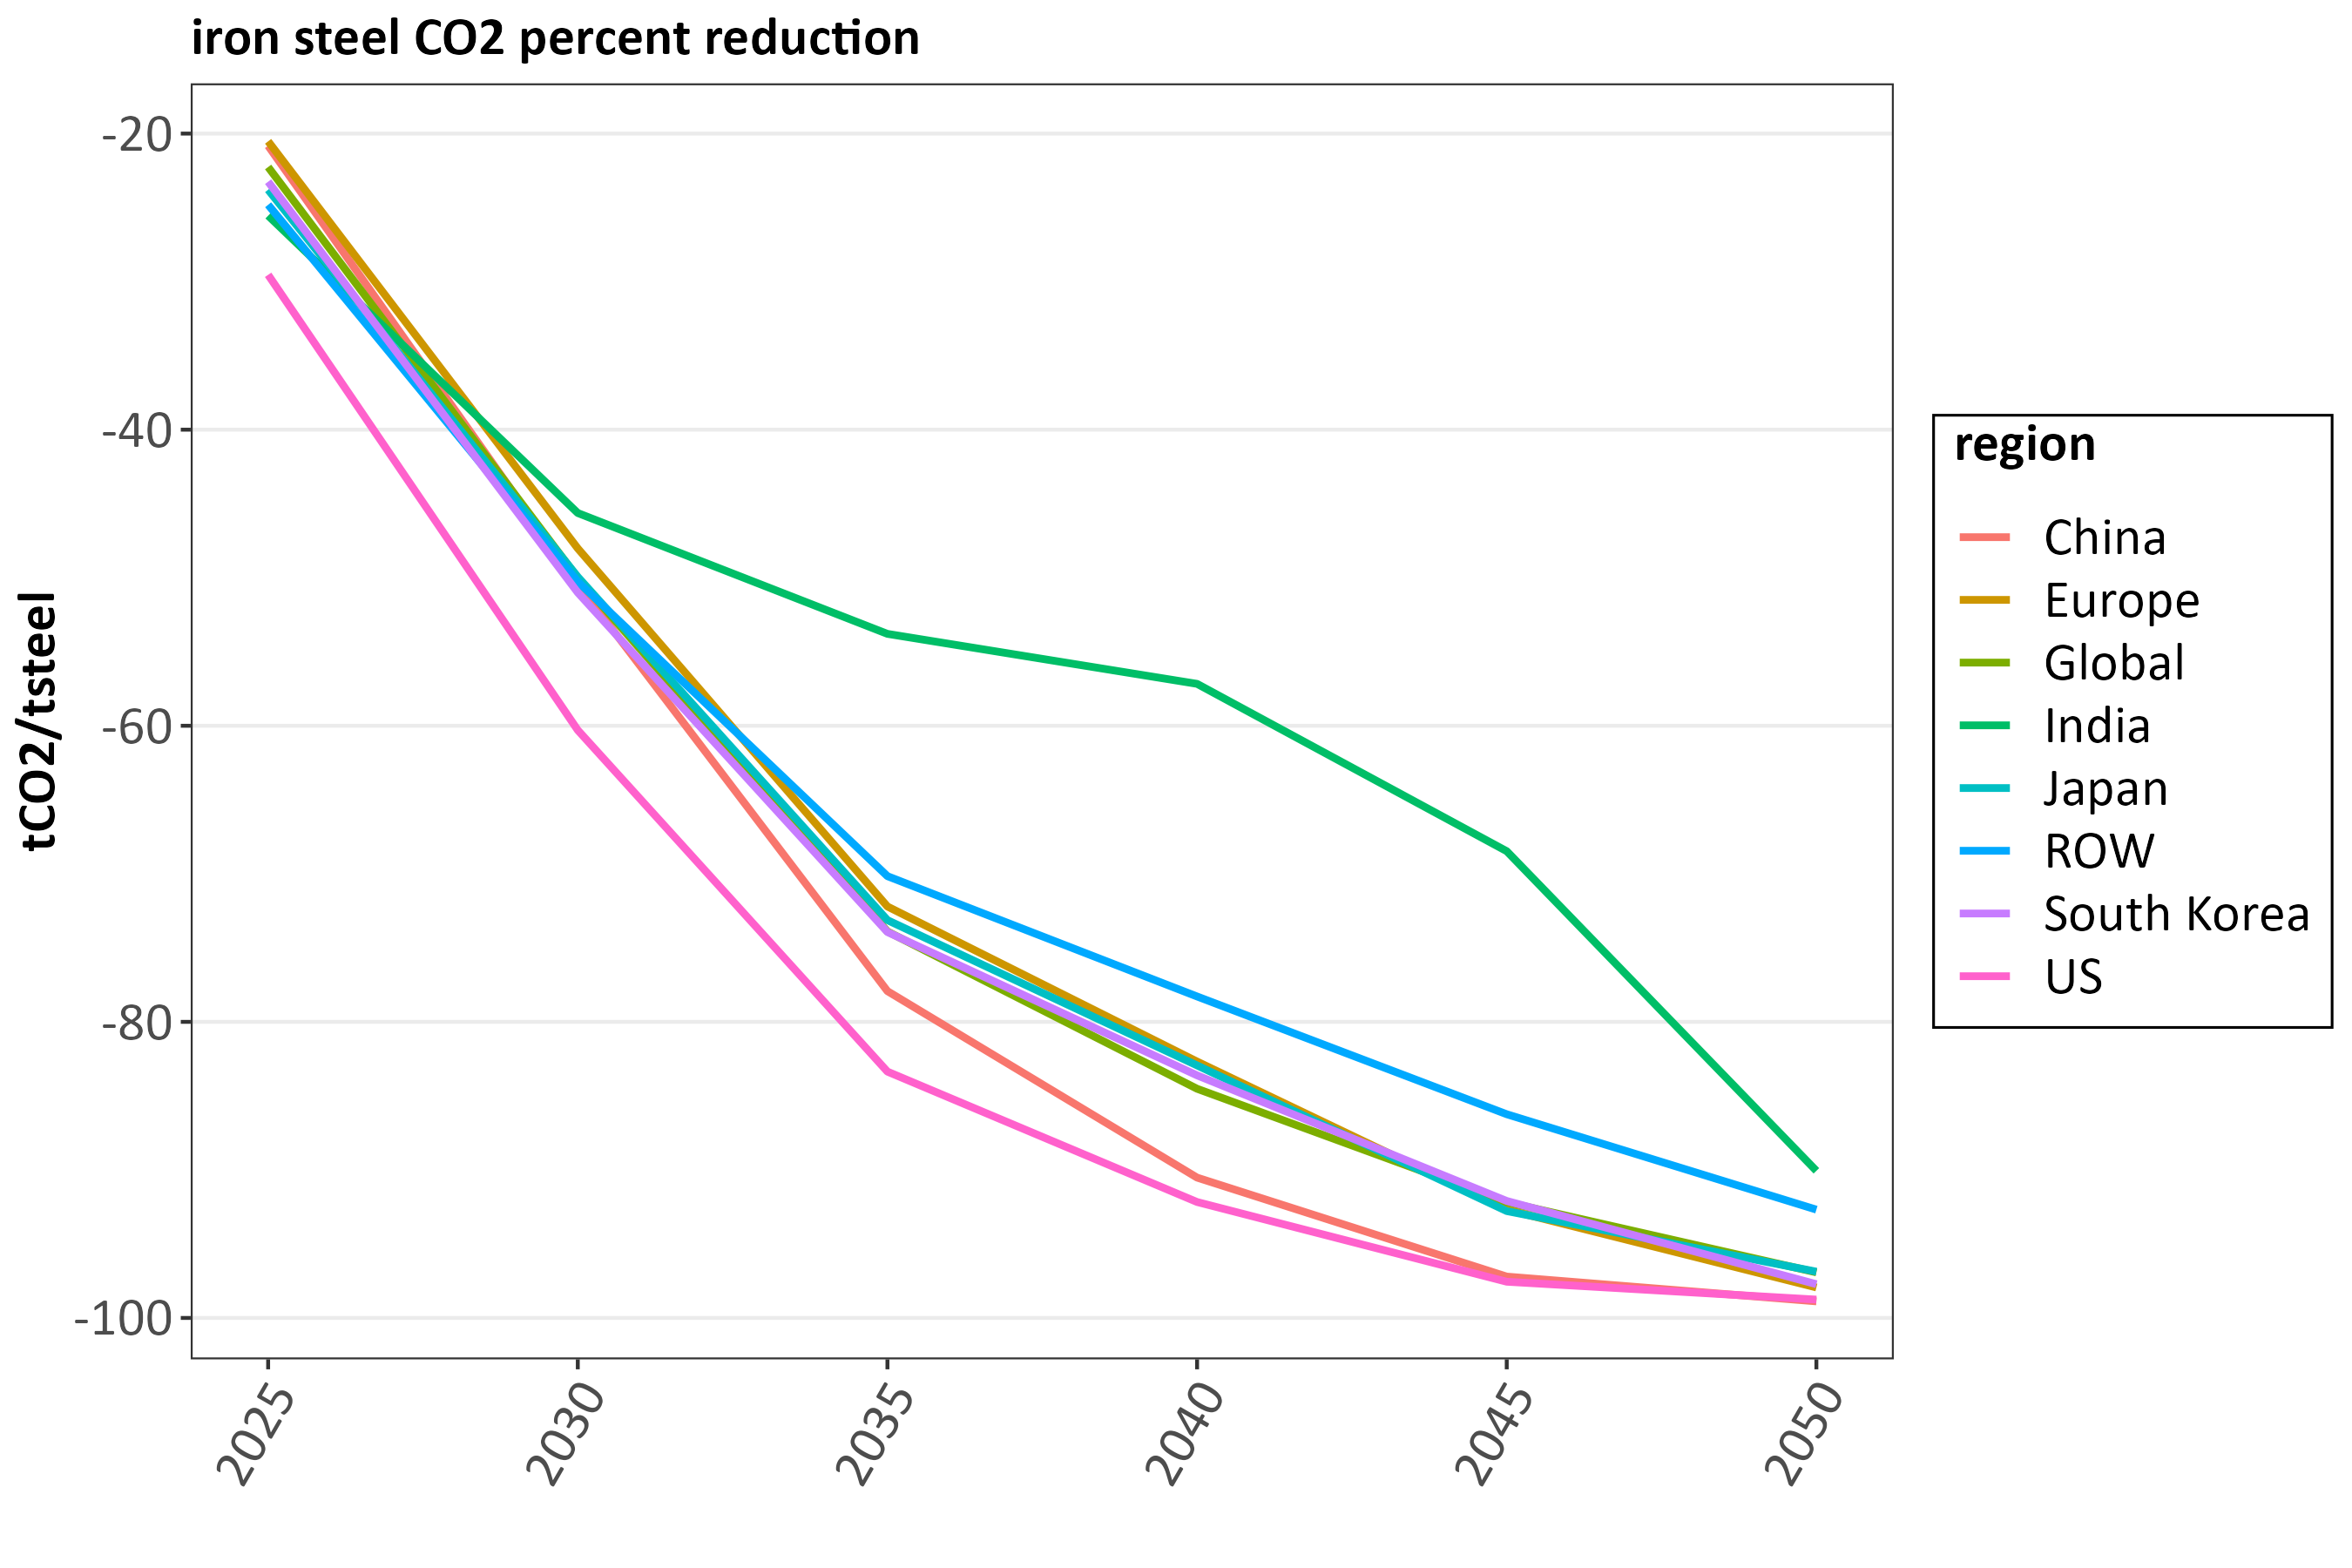 iron steel CO2 percent reduction
tCO2/tsteel
-20
-40
-60
-80
-100
2025
2030
2035
2040
2045
2050
region
China
Europe
Global
India
Japan
ROW
South Korea
US